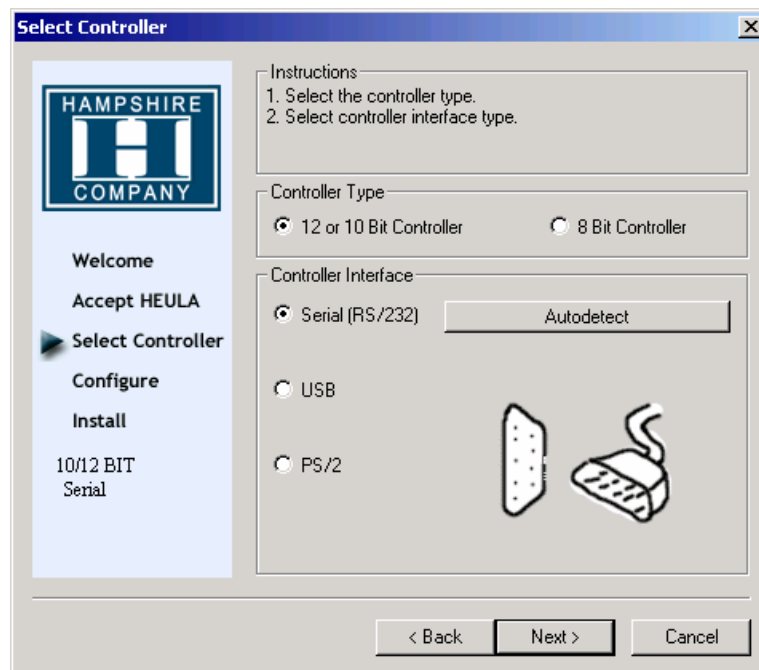 Select Controller
HAMPSHIRE
COMPANY
Welcome
Accept HEULA
Select Controller
Configure
Install
10/12 BIT
Serial
Instructions
1. Select the controller type.
2. Select controller interface type.
Controller Type
12 or 10 Bit Controller
8 Bit Controller
Controller Interface
Serial (RS/232)
Autodetect
USB
PS/2
< Back
Next >
Cancel